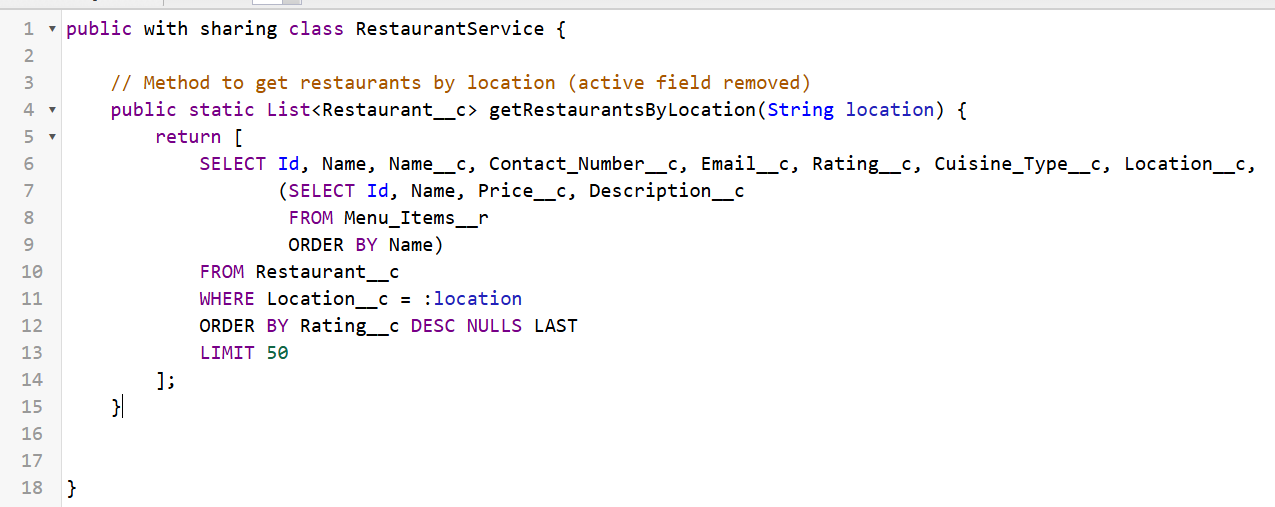 1 public with sharing class RestaurantService {
2
3 // Method to get restaurants by location (active field removed)
4 public static List<Restaurant__c> getRestaurantsByLocation(String location) {
5 return [
6 SELECT Id, Name, Name__c, Contact_Number__c, Email__c, Rating__c, Cuisine_Type__c, Location__c,
7 (SELECT Id, Name, Price__c, Description__c
8 FROM Menu_Items__r
9 ORDER BY Name)
10 FROM Restaurant__c
11 WHERE Location__c = :location
12 ORDER BY Rating__c DESC NULLS LAST
13 LIMIT 50
14 ];
15 }
16
17
18 }